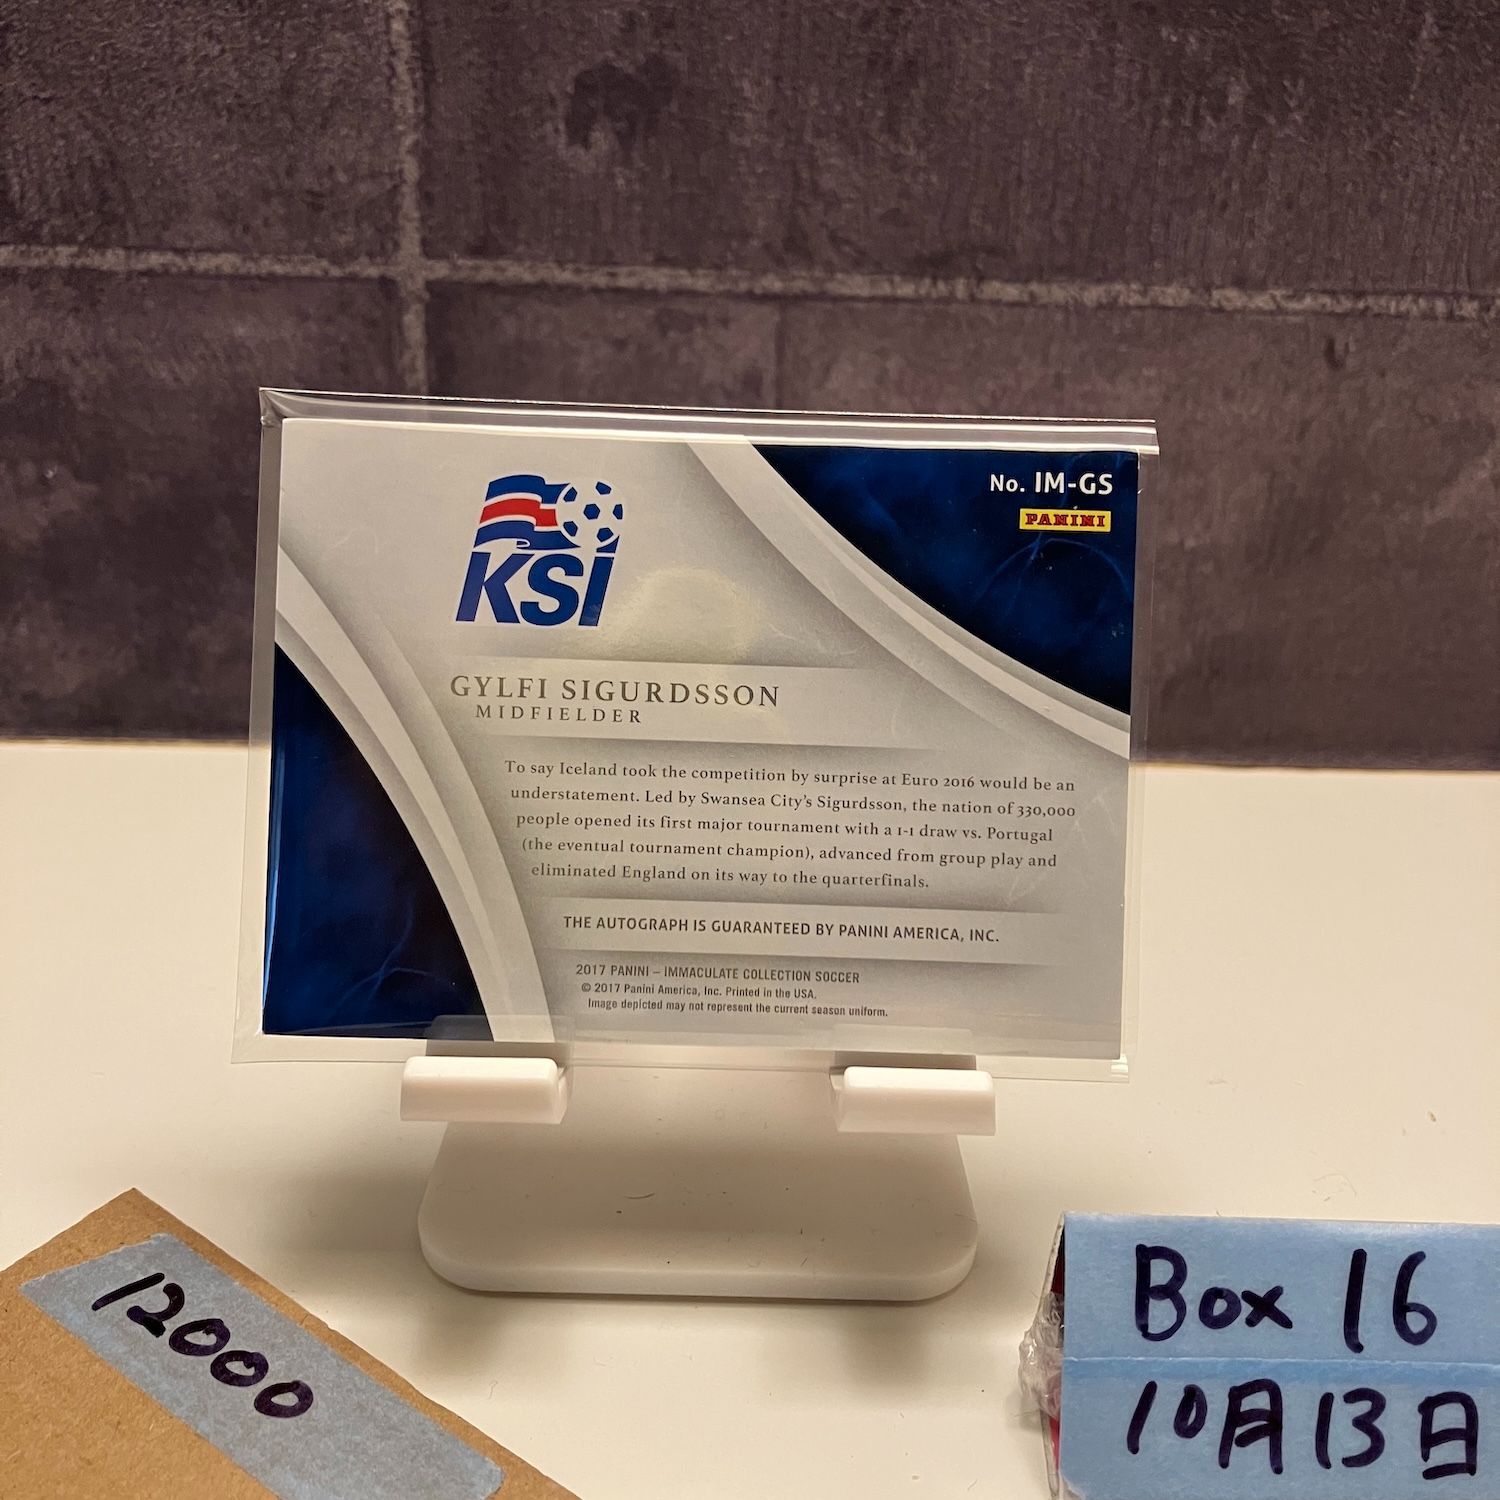 No. IM-GS
PANINI
KSÍ
GYLFI SIGURDSSON
MIDFIELDER
To say Iceland took the competition by surprise at Euro 2016 would be an
understatement. Led by Swansea City's Sigurdsson, the nation of 330,000
people opened its first major tournament with a 1-1 draw vs. Portugal
(the eventual tournament champion), advanced from group play and
eliminated England on its way to the quarterfinals.
THE AUTOGRAPH IS GUARANTEED BY PANINI AMERICA, INC.
2017 PANINI – IMMACULATE COLLECTION SOCCER
© 2017 Panini America, Inc. Printed in the USA.
Image depicted may not represent the current season uniform.
12000
Box 16
10月13日